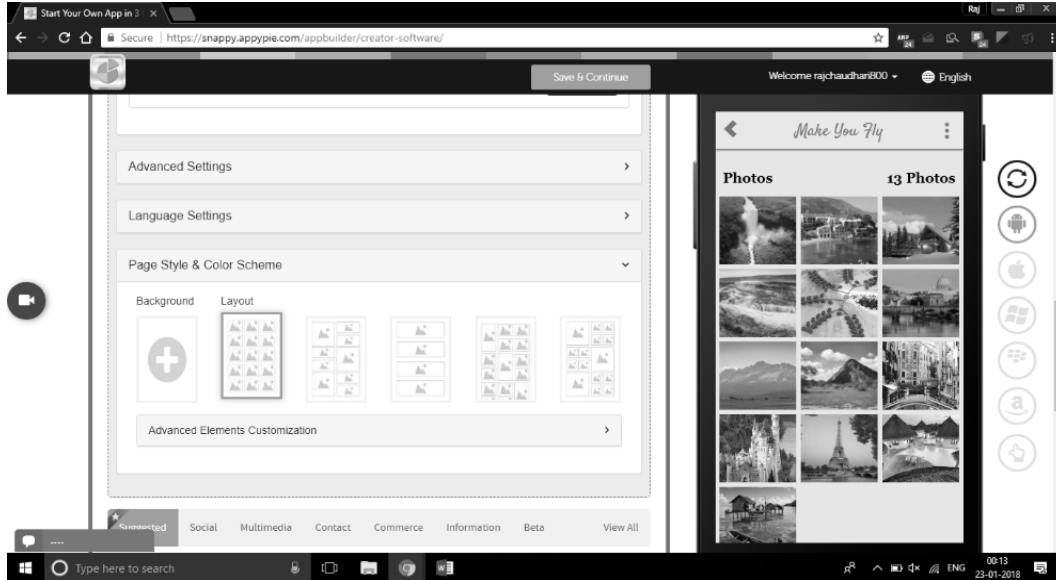 Start Your Own App in 3
Raj
Secure | https://snappy.appypie.com/appbuilder/creator-software/
ABP
24
24
Save & Continue
Welcome rajchaudhari800
English
Advanced Settings
Language Settings
Page Style & Color Scheme
Background Layout
Advanced Elements Customization
Suggested Social Multimedia Contact Commerce Information Beta View All
....
Make You Fly
Photos 13 Photos
a
Type here to search
ENG
00:13
23-01-2018